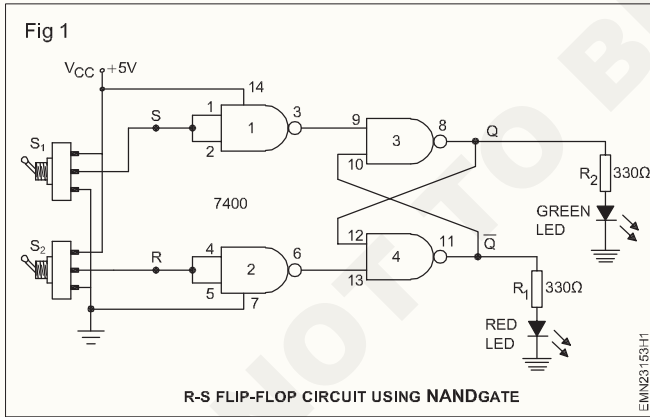 Fig 1
VCC +5V
14
S1
S
1
2
1
3
9
10
3
8
Q
R2 330Ω
GREEN
LED
7400
S2
R
4
5
2
6
7
12
13
4
11
Q̅
R1 330Ω
RED
LED
R-S FLIP-FLOP CIRCUIT USING NANDGATE
EMN23153H1
NOT TO B